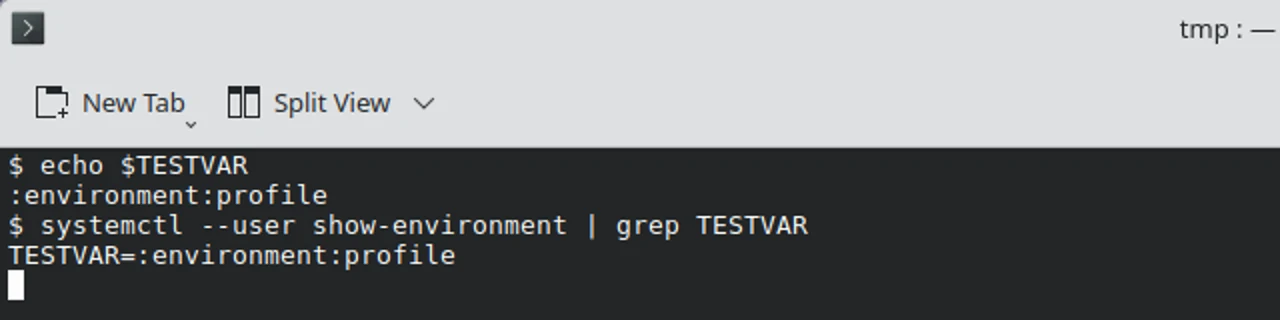 tmp : —
New Tab Split View
$ echo $TESTVAR
:environment:profile
$ systemctl --user show-environment | grep TESTVAR
TESTVAR=:environment:profile